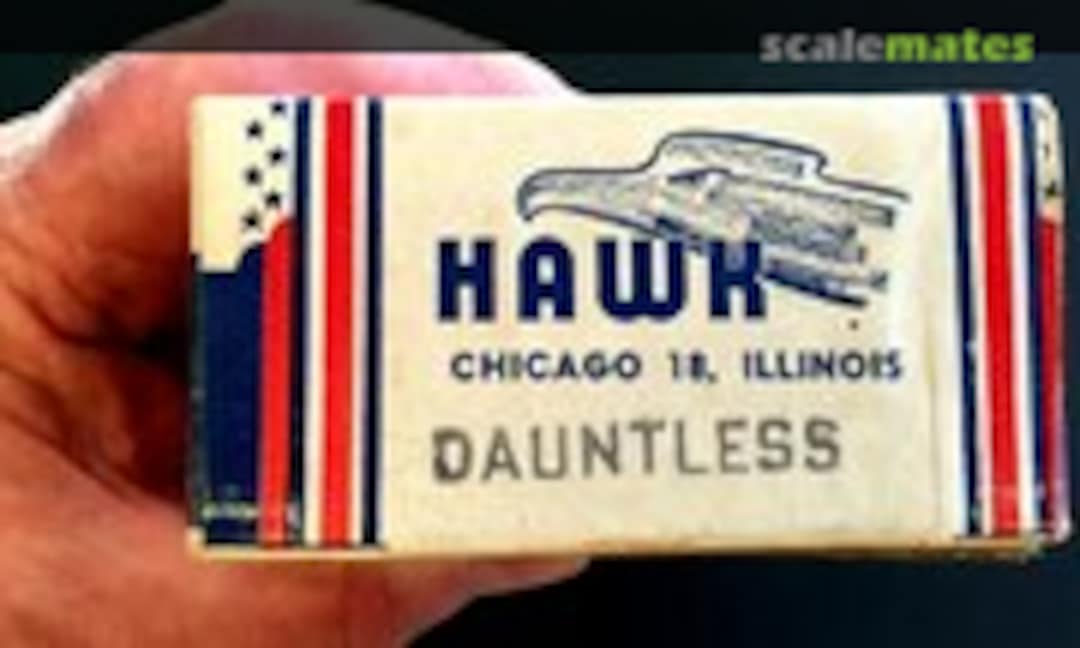 scalemates
HAWK
CHICAGO 18, ILLINOIS
DAUNTLESS